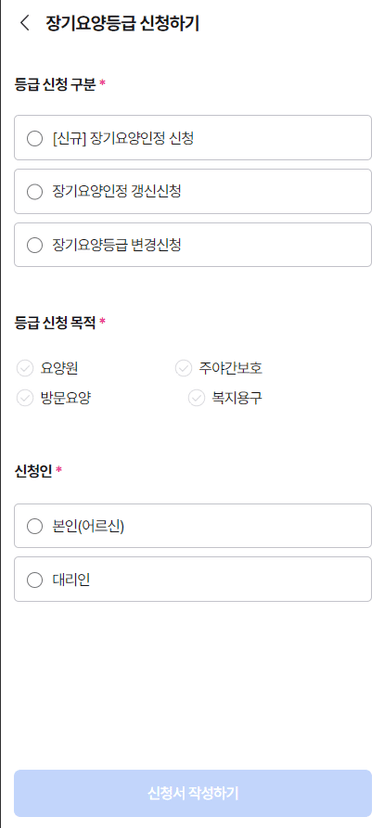 장기요양등급 신청하기
등급 신청 구분 *
[신규] 장기요양인정 신청
장기요양인정 갱신신청
장기요양등급 변경신청
등급 신청 목적 *
요양원 주야간보호
방문요양 복지용구
신청인 *
본인(어르신)
대리인
신청서 작성하기